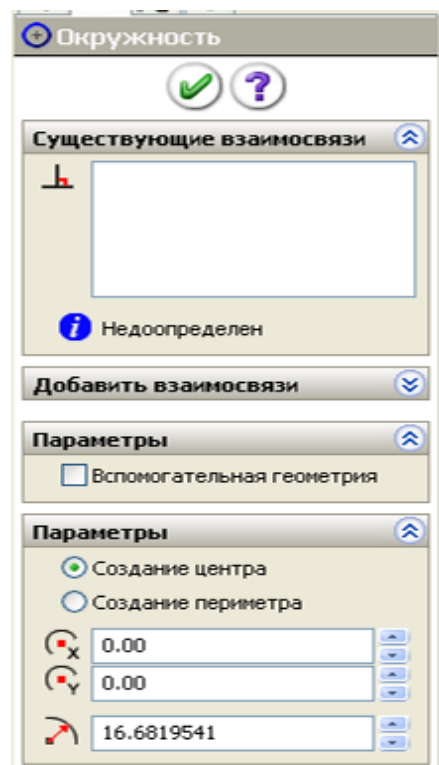 Окружность
?
Существующие взаимосвязи
i Недоопределен
Добавить взаимосвязи
Параметры
Вспомогательная геометрия
Параметры
Создание центра
Создание периметра
X 0.00
Y 0.00
16.6819541